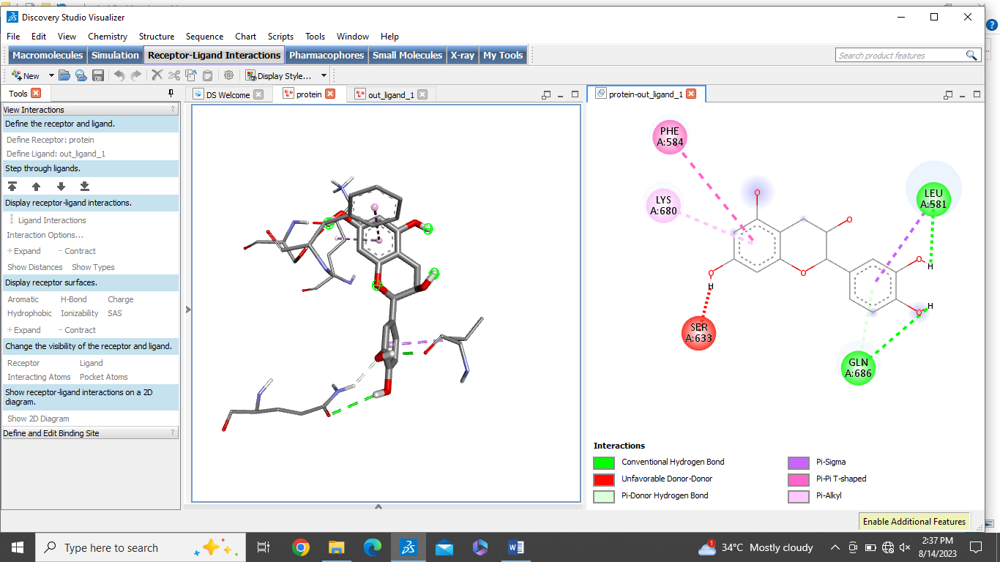 Discovery Studio Visualizer
File Edit View Chemistry Structure Sequence Chart Scripts Tools Window Help
Macromolecules Simulation Receptor-Ligand Interactions Pharmacophores Small Molecules X-ray My Tools
Search product features
New Display Style...
Tools DS Welcome protein out_ligand_1 protein-out_ligand_1
View Interactions ?
Define the receptor and ligand.
Define Receptor: protein
Define Ligand: out_ligand_1
Step through ligands.
Display receptor-ligand interactions.
Ligand Interactions
Interaction Options...
+ Expand - Contract
Show Distances Show Types
Display receptor surfaces.
Aromatic H-Bond Charge
Hydrophobic Ionizability SAS
+ Expand - Contract
Change the visibility of the receptor and ligand.
Receptor Ligand
Interacting Atoms Pocket Atoms
Show receptor-ligand interactions on a 2D
diagram.
Show 2D Diagram
Define and Edit Binding Site ?
PHE
A:584
LYS
A:680
LEU
A:581
O
O
O
H
O
O
H
O
H
SER
A:633
GLN
A:686
Interactions
Conventional Hydrogen Bond
Unfavorable Donor-Donor
Pi-Donor Hydrogen Bond
Pi-Sigma
Pi-Pi T-shaped
Pi-Alkyl
Enable Additional Features
Type here to search
1
34°C Mostly cloudy
2:37 PM
8/14/2023